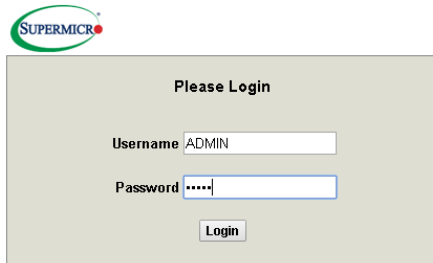 SUPERMICRO
Please Login
Username ADMIN
Password •••••
Login